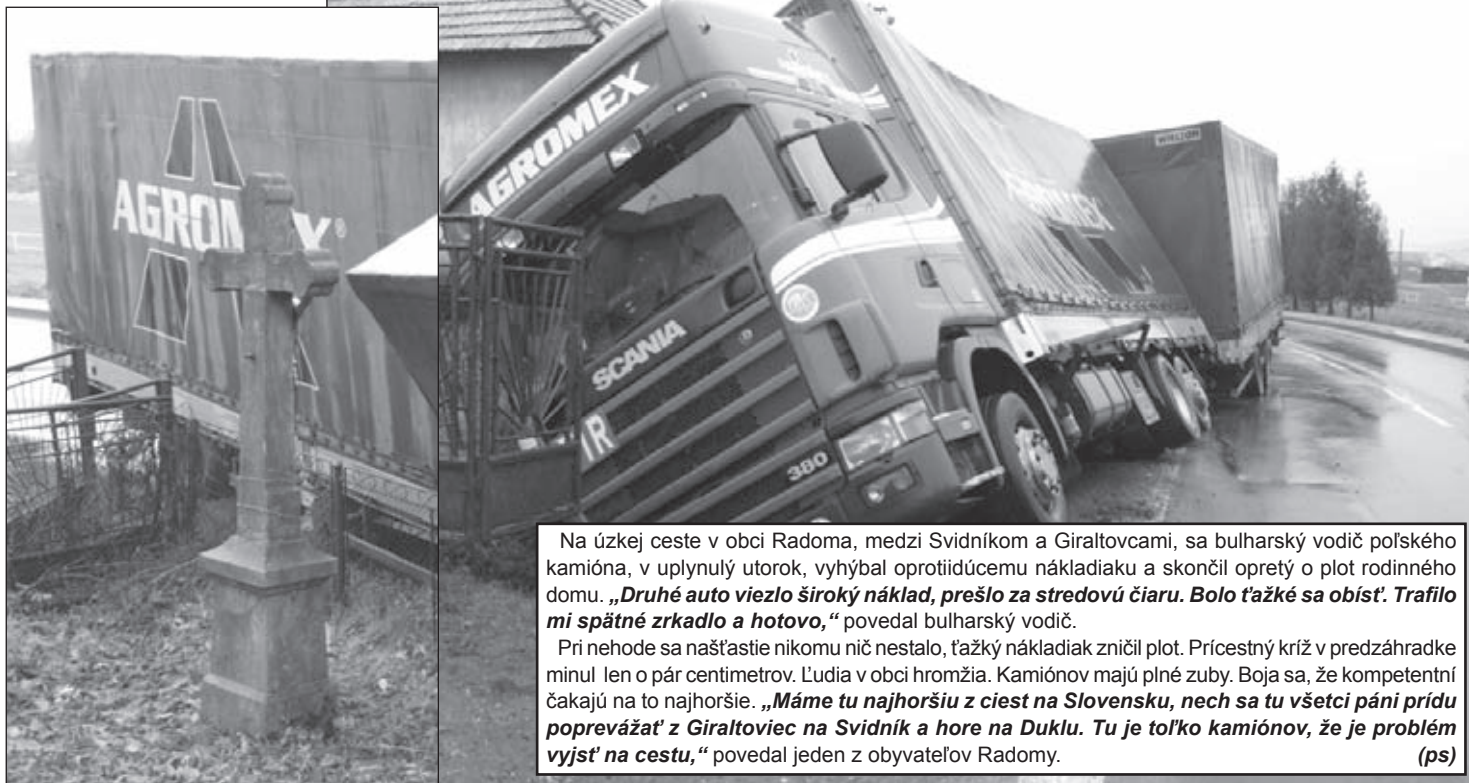 AGROMEX®
AGROMEX
SCANIA
380
AGROMEX
WIELTON
Na úzkej ceste v obci Radoma, medzi Svidníkom a Giraltovcami, sa bulharský vodič poľského
kamióna, v uplynulý utorok, vyhýbal oprotiidúcemu nákladiaku a skončil opretý o plot rodinného
domu. „Druhé auto viezlo široký náklad, prešlo za stredovú čiaru. Bolo ťažké sa obísť. Trafilo
mi spätné zrkadlo a hotovo,“ povedal bulharský vodič.
Pri nehode sa našťastie nikomu nič nestalo, ťažký nákladiak zničil plot. Prícestný kríž v predzáhradke
minul len o pár centimetrov. Ľudia v obci hromžia. Kamiónov majú plné zuby. Boja sa, že kompetentní
čakajú na to najhoršie. „Máme tu najhoršiu z ciest na Slovensku, nech sa tu všetci páni prídu
poprevážať z Giraltoviec na Svidník a hore na Duklu. Tu je toľko kamiónov, že je problém
vyjsť na cestu,“ povedal jeden z obyvateľov Radomy. (ps)